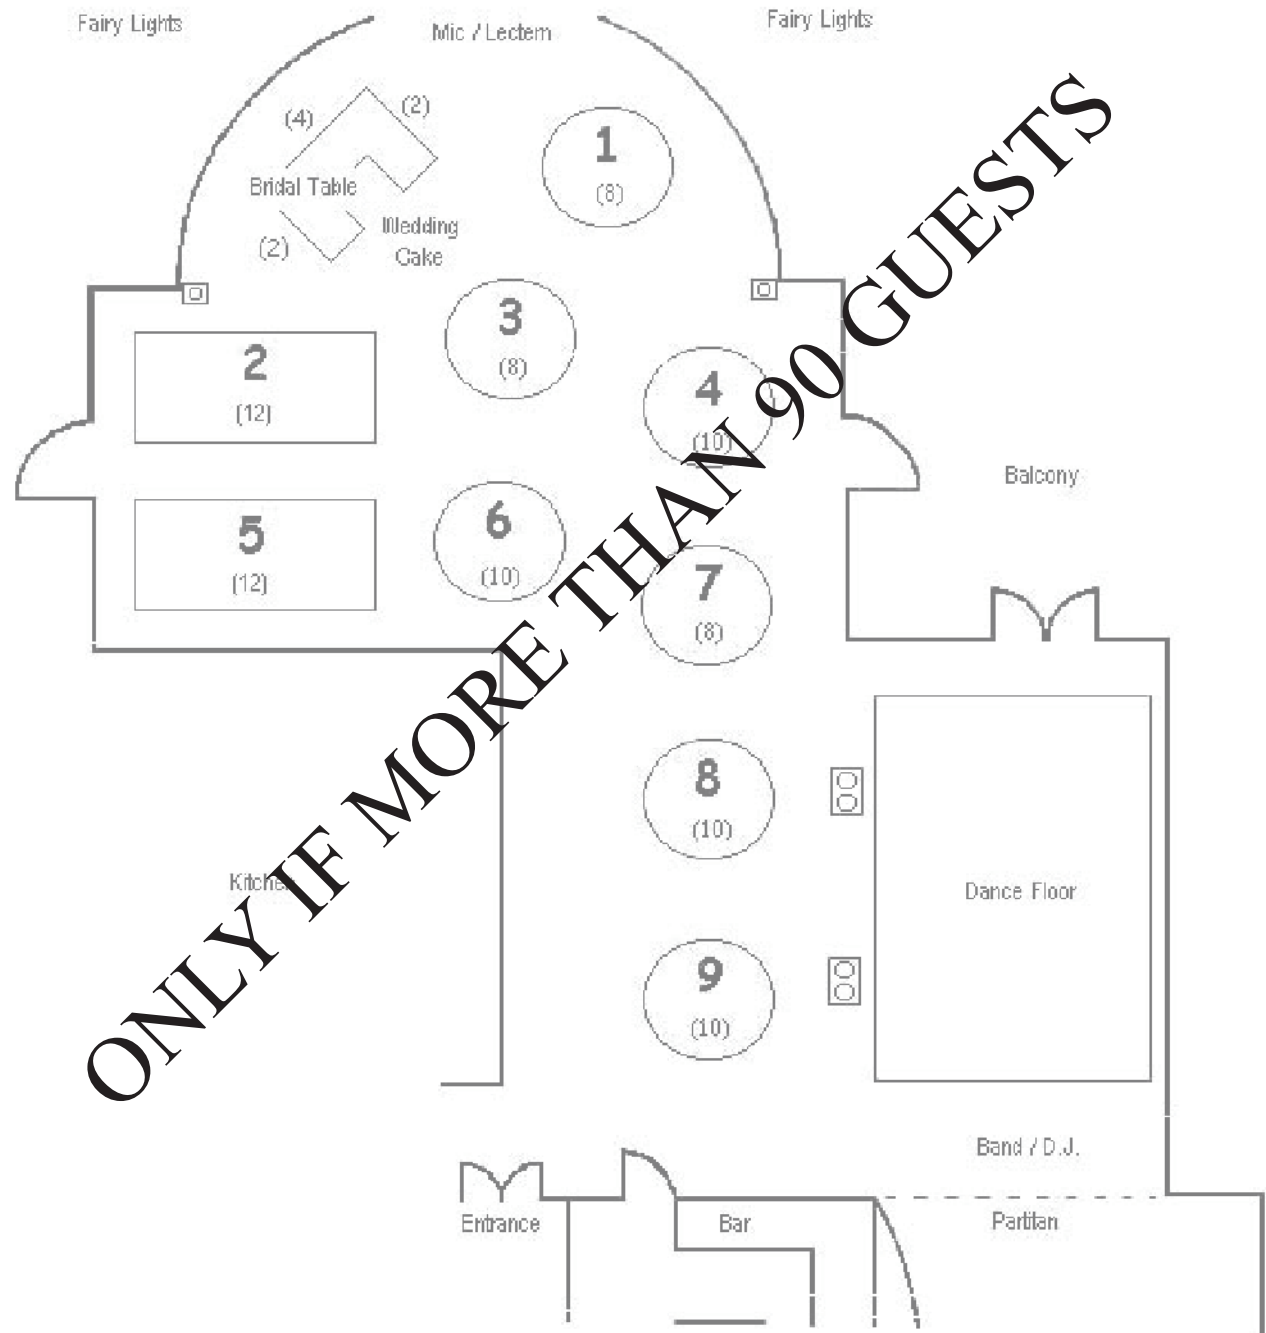 Fairy Lights
Mic / Lectern
Fairy Lights
(4)
(2)
1
(8)
Bridal Table
Wedding
Cake
(2)
3
(8)
2
(12)
4
(10)
Balcony
5
(12)
6
(10)
7
(8)
ONLY IF MORE THAN 90 GUESTS
8
(10)
Kitchen
Dance Floor
9
(10)
Band / D.J.
Entrance
Bar
Partitan